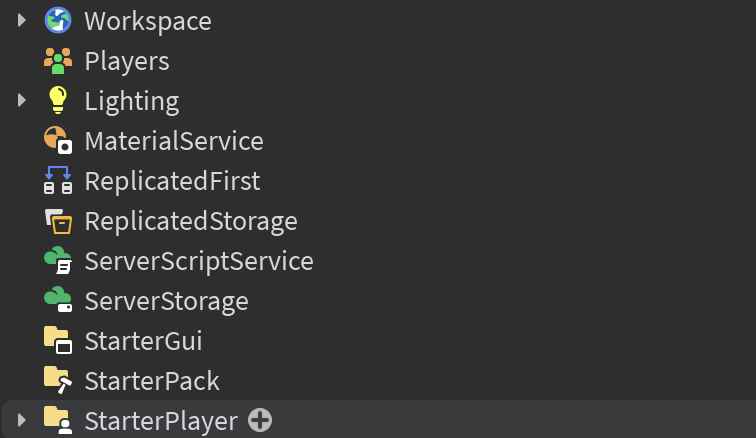 Workspace
Players
Lighting
MaterialService
ReplicatedFirst
ReplicatedStorage
ServerScriptService
ServerStorage
StarterGui
StarterPack
StarterPlayer